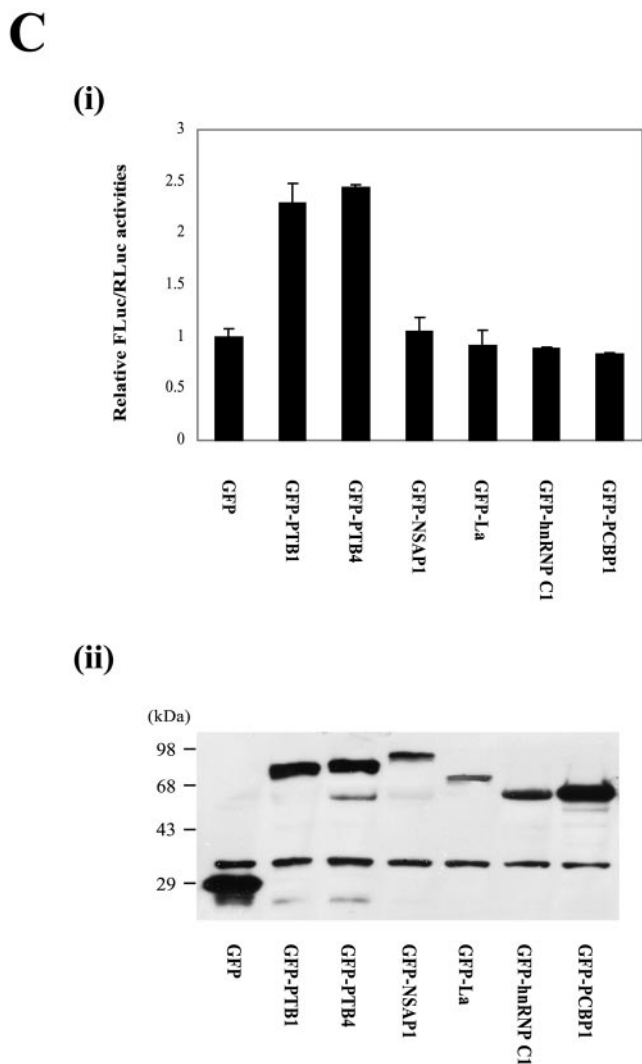 C
(i)
Relative FLuc/RLuc activities
3
2.5
2
1.5
1
0.5
0
GFP
GFP-PTB1
GFP-PTB4
GFP-NSAP1
GFP-La
GFP-hnRNP C1
GFP-PCBP1
(ii)
(kDa)
98
68
43
29
GFP
GFP-PTB1
GFP-PTB4
GFP-NSAP1
GFP-La
GFP-hnRNP C1
GFP-PCBP1